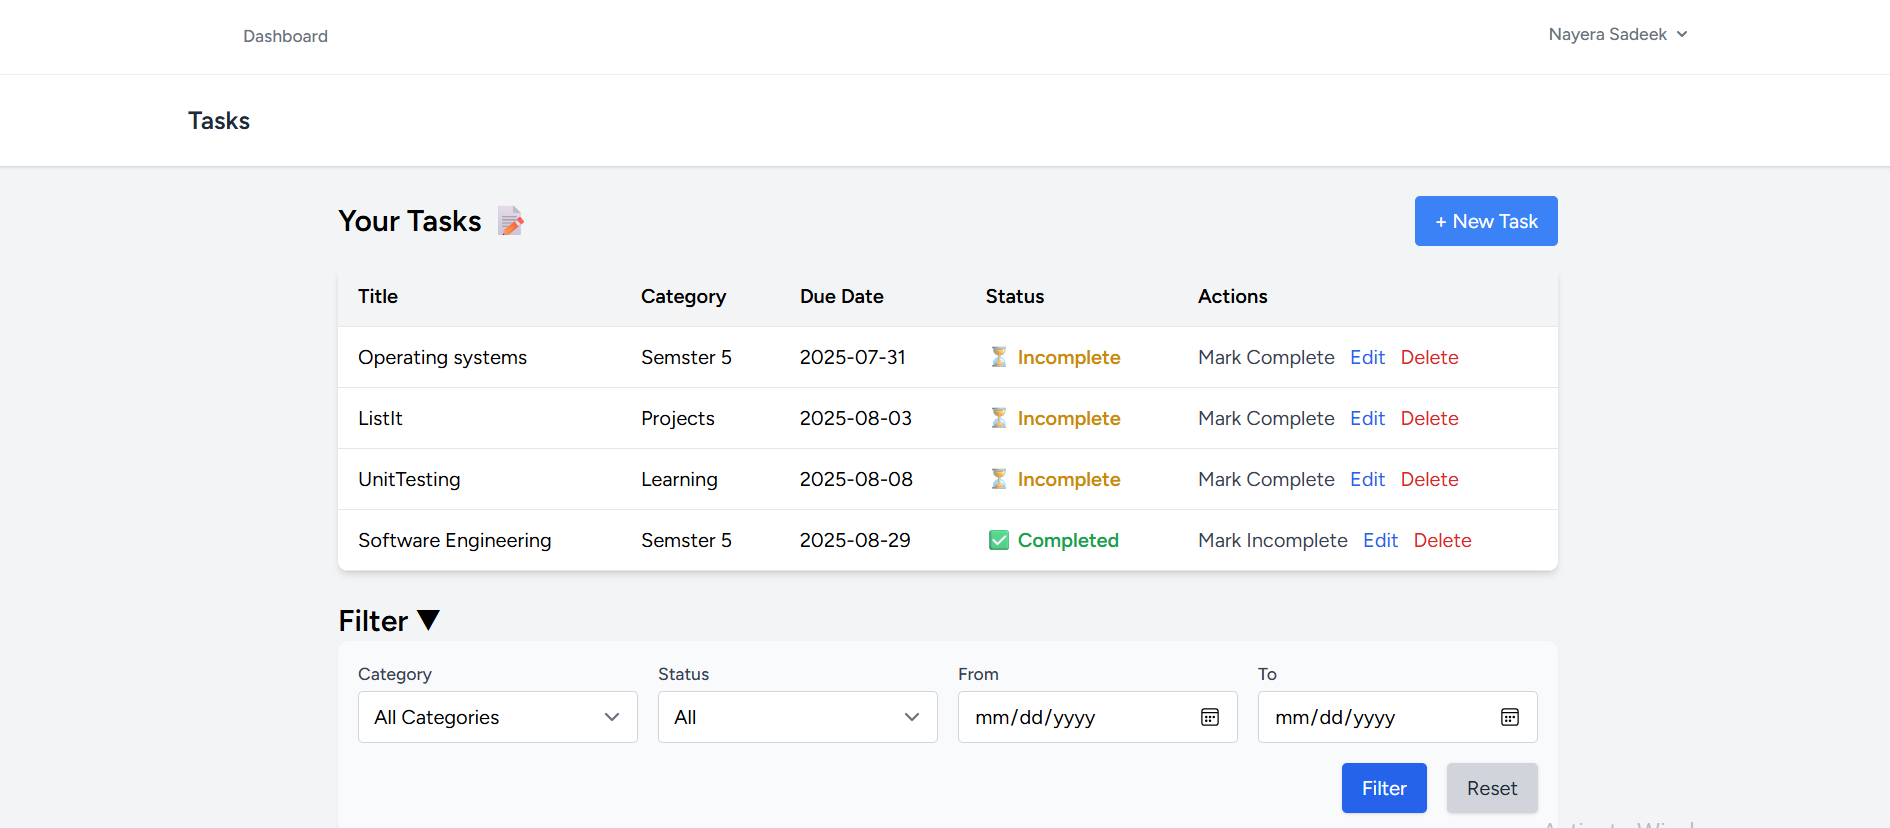 Dashboard
Nayera Sadeek
Tasks
Your Tasks
+ New Task
Title Category Due Date Status Actions
Operating systems Semster 5 2025-07-31 Incomplete Mark Complete Edit Delete
ListIt Projects 2025-08-03 Incomplete Mark Complete Edit Delete
UnitTesting Learning 2025-08-08 Incomplete Mark Complete Edit Delete
Software Engineering Semster 5 2025-08-29 Completed Mark Incomplete Edit Delete
Filter ▼
Category Status From To
All Categories All mm/dd/yyyy mm/dd/yyyy
Filter Reset